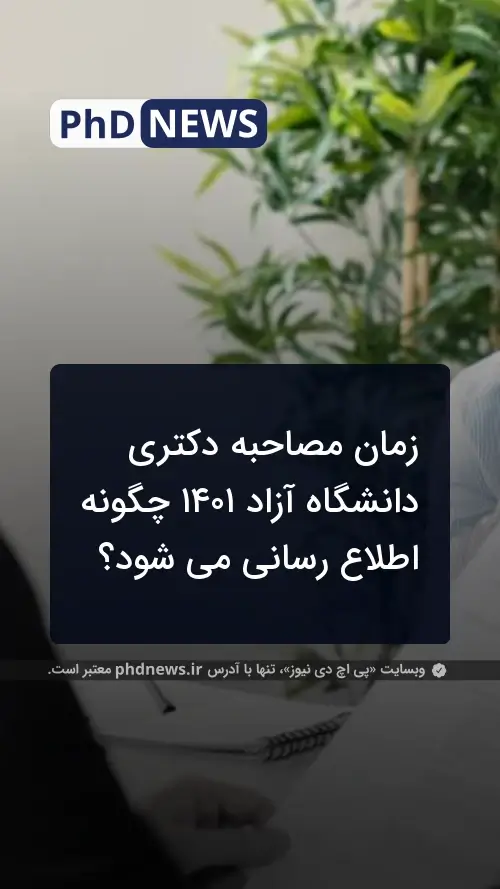 PhD NEWS
زمان مصاحبه دکتری
دانشگاه آزاد ۱۴۰۱ چگونه
اطلاع رسانی می شود؟
وبسایت «پی اچ دی نیوز»، تنها با آدرس phdnews.ir معتبر است.